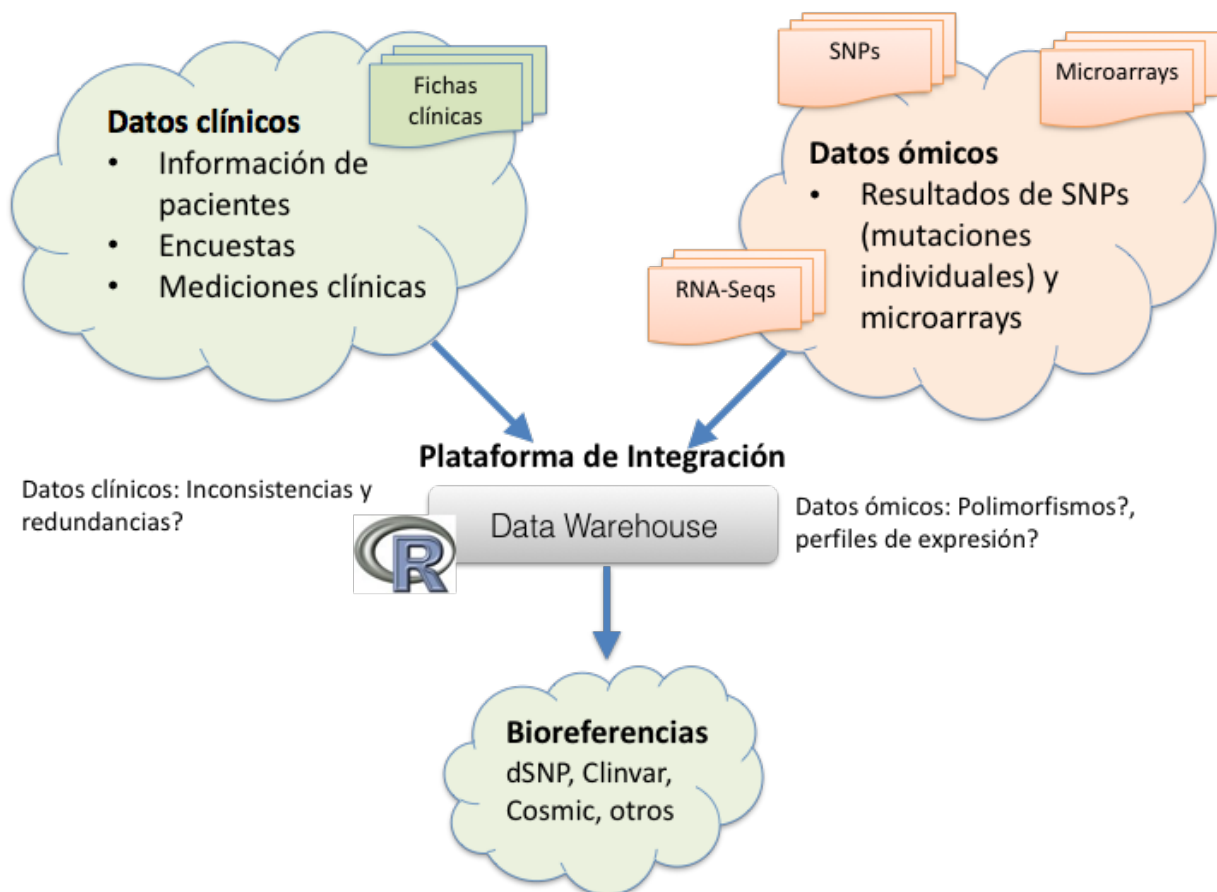 Fichas
clínicas
Datos clínicos
• Información de
pacientes
• Encuestas
• Mediciones clínicas
SNPs
Microarrays
Datos ómicos
• Resultados de SNPs
(mutaciones
individuales) y
microarrays
RNA-Seqs
Plataforma de Integración
Datos clínicos: Inconsistencias y
redundancias?
R
Data Warehouse
Datos ómicos: Polimorfismos?,
perfiles de expresión?
Bioreferencias
dSNP, Clinvar,
Cosmic, otros